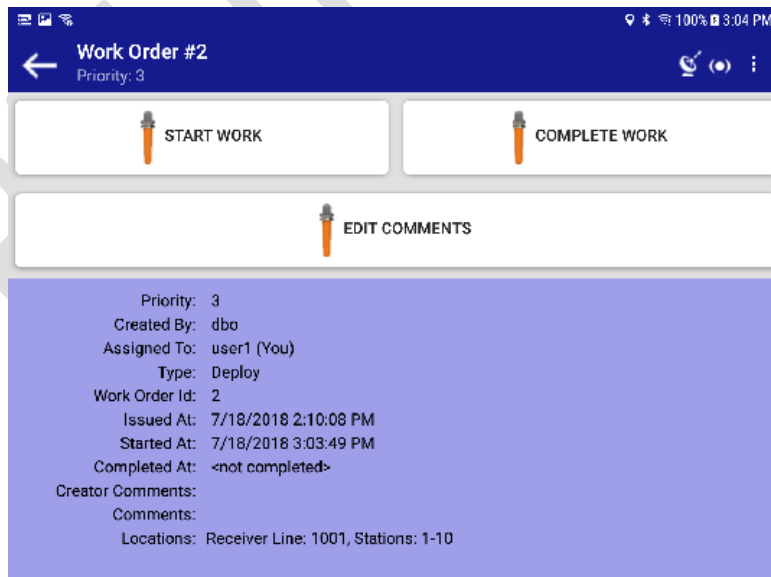 100% 3:04 PM
Work Order #2
Priority: 3
START WORK
COMPLETE WORK
EDIT COMMENTS
Priority: 3
Created By: dbo
Assigned To: user1 (You)
Type: Deploy
Work Order Id: 2
Issued At: 7/18/2018 2:10:08 PM
Started At: 7/18/2018 3:03:49 PM
Completed At: <not completed>
Creator Comments:
Comments:
Locations: Receiver Line: 1001, Stations: 1-10